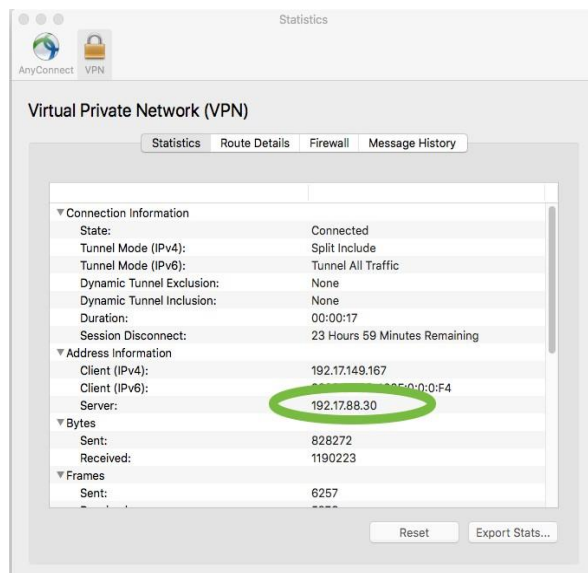 Statistics
AnyConnect VPN
Virtual Private Network (VPN)
Statistics Route Details Firewall Message History
Connection Information
State: Connected
Tunnel Mode (IPv4): Split Include
Tunnel Mode (IPv6): Tunnel All Traffic
Dynamic Tunnel Exclusion: None
Dynamic Tunnel Inclusion: None
Duration: 00:00:17
Session Disconnect: 23 Hours 59 Minutes Remaining
Address Information
Client (IPv4): 192.17.149.167
Client (IPv6):
Server: 192.17.88.30
Bytes
Sent: 828272
Received: 1190223
Frames
Sent: 6257
Reset Export Stats...